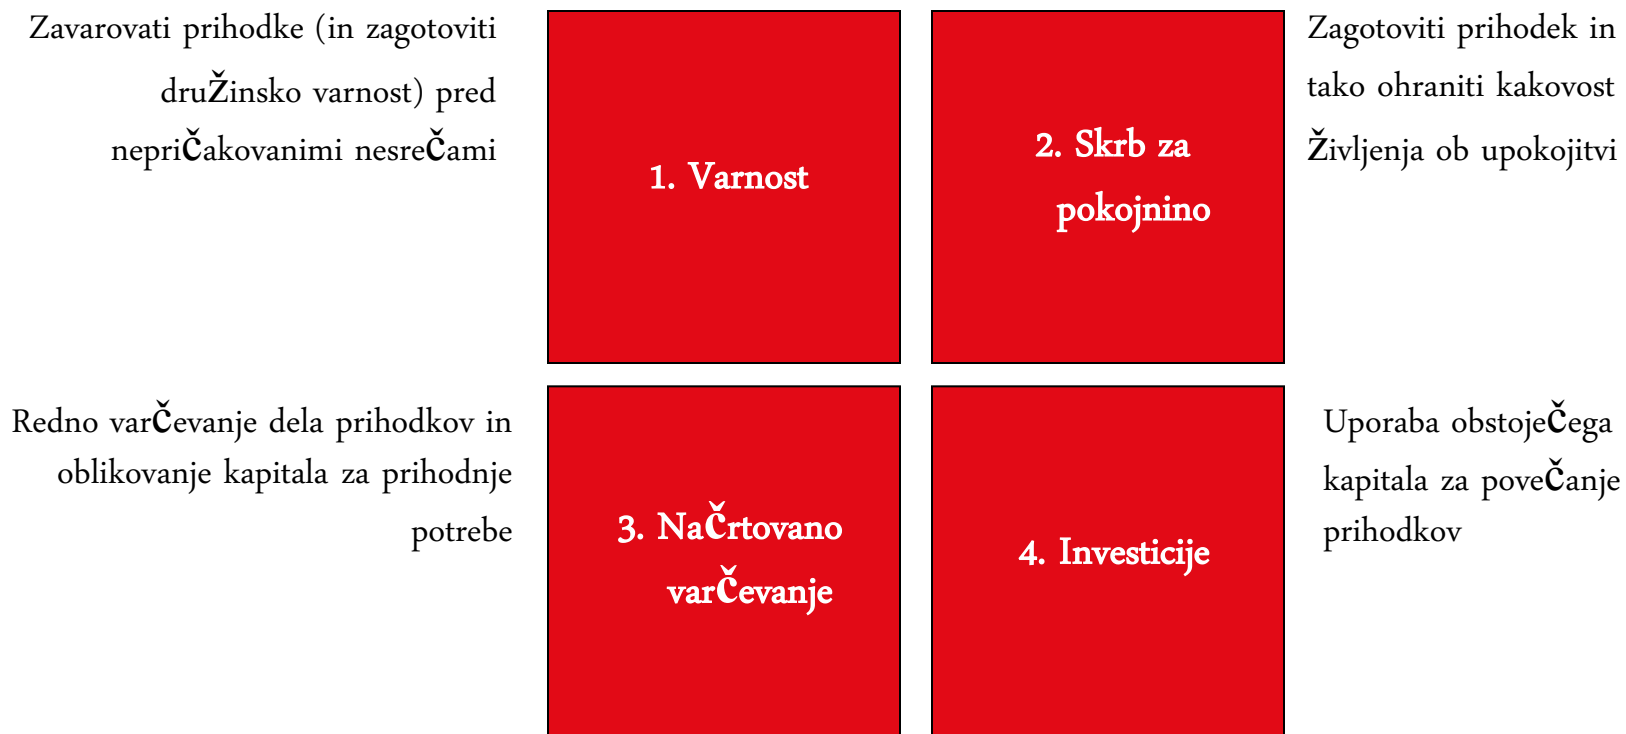 Zavarovati prihodke (in zagotoviti
druŽinsko varnost) pred
nepriČakovanimi nesreČami
1. Varnost
2. Skrb za
pokojnino
Zagotoviti prihodek in
tako ohraniti kakovost
Življenja ob upokojitvi
Redno varČevanje dela prihodkov in
oblikovanje kapitala za prihodnje
potrebe
3. NaČrtovano
varČevanje
4. Investicije
Uporaba obstojeČega
kapitala za poveČanje
prihodkov